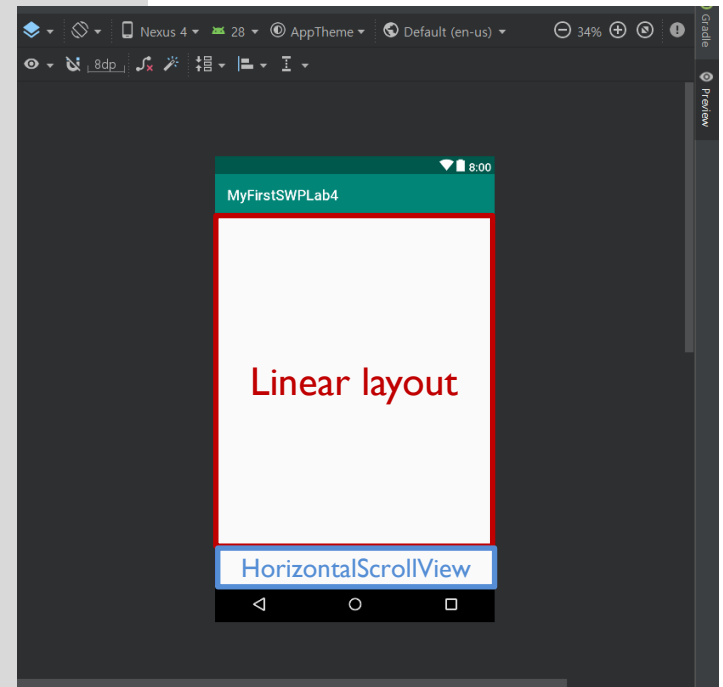 Nexus 4 28 AppTheme Default (en-us) 34%
Gradle
8dp
Preview
8:00
MyFirstSWPLab4
Linear layout
HorizontalScrollView